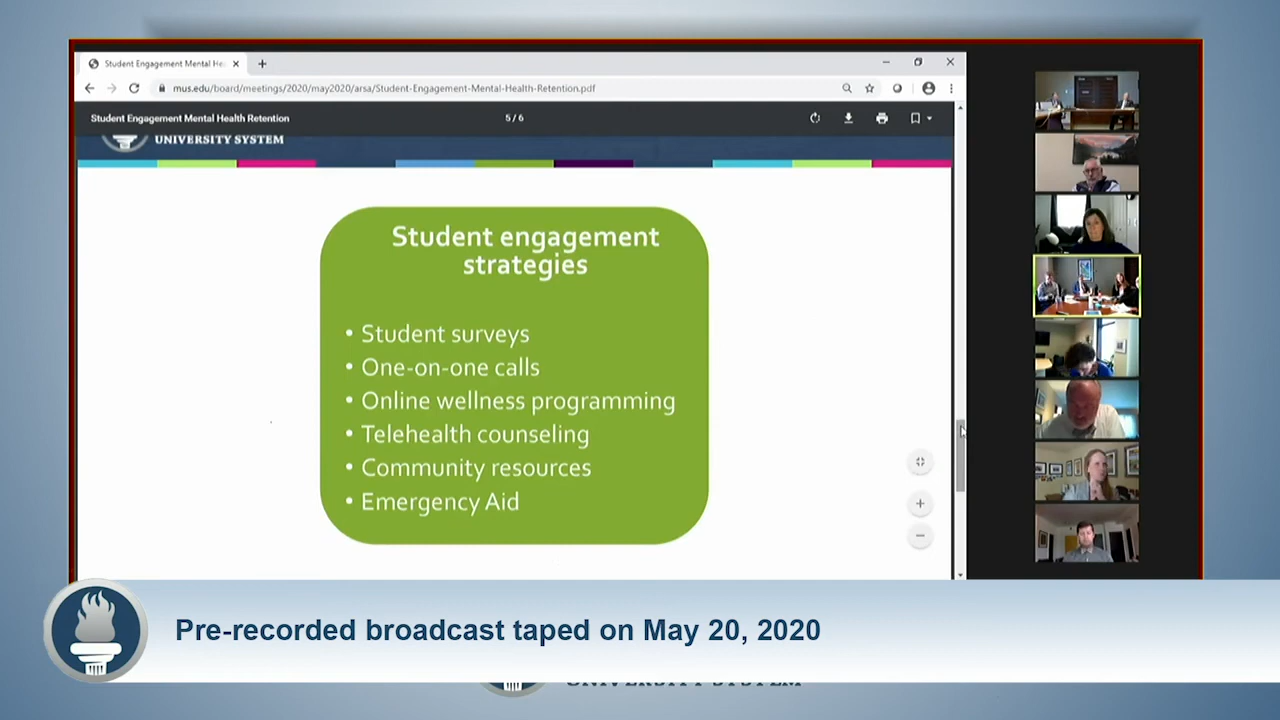 Student Engagement Mental He
mus.edu/board/meetings/2020/may2020/arsa/Student-Engagement-Mental-Health-Retention.pdf
Student Engagement Mental Health Retention
5/6
UNIVERSITY SYSTEM
Student engagement
strategies
• Student surveys
• One-on-one calls
• Online wellness programming
• Telehealth counseling
• Community resources
• Emergency Aid
Pre-recorded broadcast taped on May 20, 2020
UNIVERSITY SYSTEM